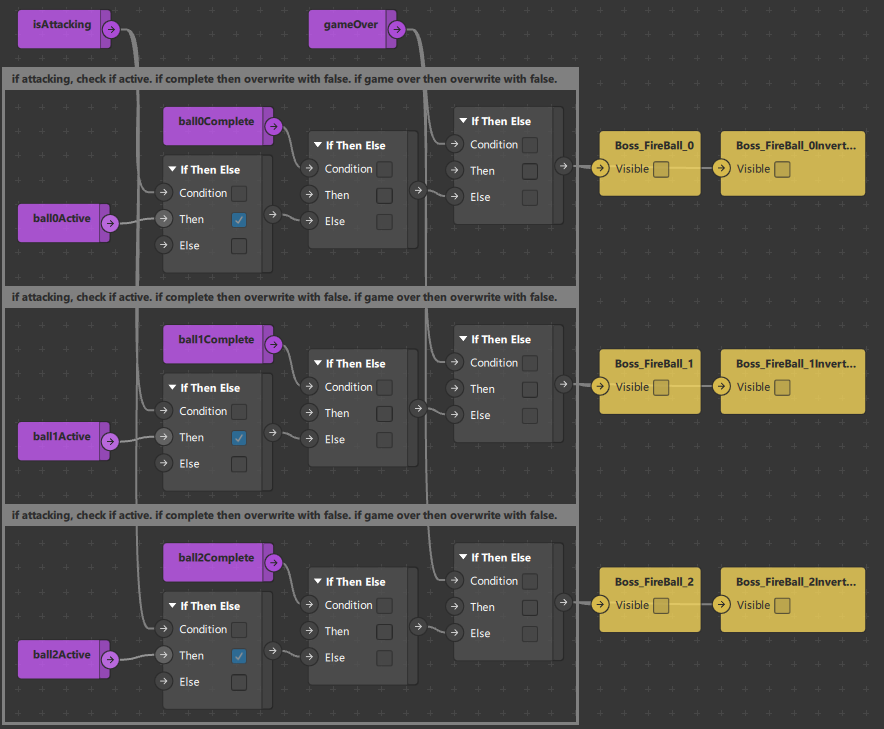 isAttacking
gameOver
if attacking, check if active. if complete then overwrite with false. if game over then overwrite with false.
ball0Complete
If Then Else
Condition
Then
Else
If Then Else
Condition
Then
Else
If Then Else
Condition
Then
Else
ball0Active
Boss_FireBall_0
Visible
Boss_FireBall_0Invert...
Visible
if attacking, check if active. if complete then overwrite with false. if game over then overwrite with false.
ball1Complete
If Then Else
Condition
Then
Else
If Then Else
Condition
Then
Else
If Then Else
Condition
Then
Else
ball1Active
Boss_FireBall_1
Visible
Boss_FireBall_1Invert...
Visible
if attacking, check if active. if complete then overwrite with false. if game over then overwrite with false.
ball2Complete
If Then Else
Condition
Then
Else
If Then Else
Condition
Then
Else
If Then Else
Condition
Then
Else
ball2Active
Boss_FireBall_2
Visible
Boss_FireBall_2Invert...
Visible